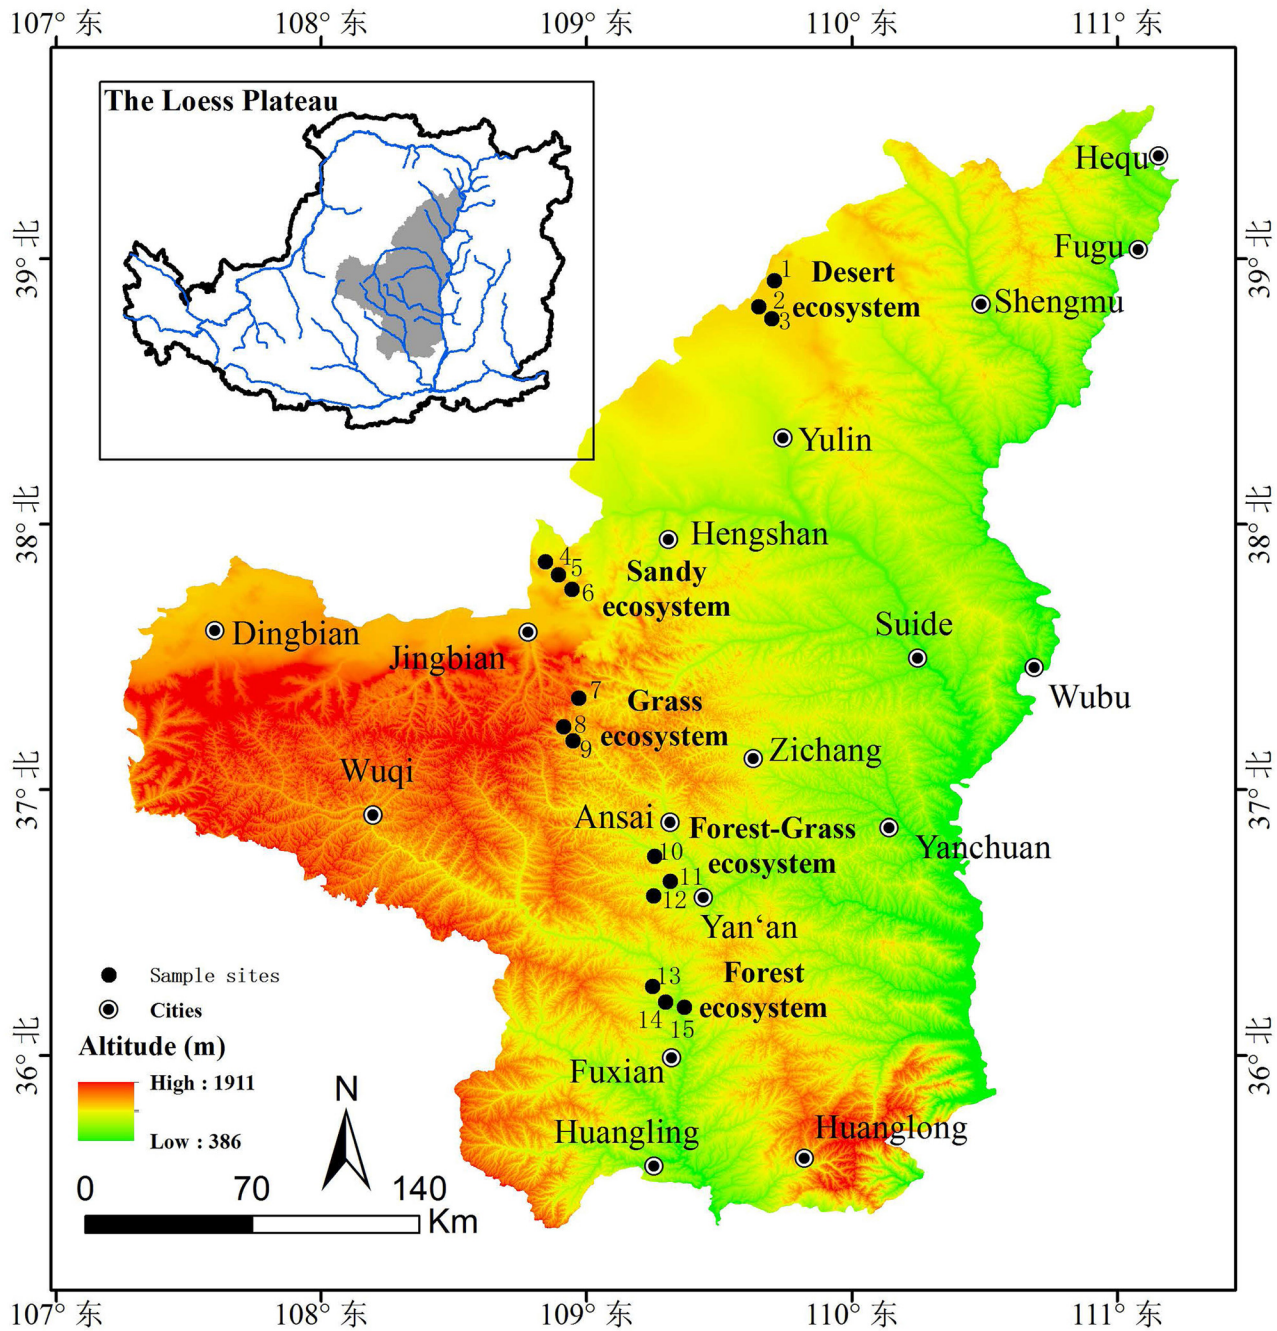 107° 东
108° 东
109° 东
110° 东
111° 东
The Loess Plateau
39° 北
38° 北
37° 北
36° 北
39° 北
38° 北
37° 北
36° 北
Hequ
Fugu
Shengmu
1
2
3
Desert
ecosystem
Yulin
Hengshan
4
5
6
Sandy
ecosystem
Dingbian
Jingbian
Suide
Wubu
7
8
9
Grass
ecosystem
Zichang
Wuqi
Ansai
Forest-Grass
ecosystem
Yanchuan
10
11
12
Yan‘an
13
14
15
Forest
ecosystem
Fuxian
Huangling
Huanglong
Sample sites
Cities
Altitude (m)
High : 1911
Low : 386
N
0
70
140
Km
107° 东
108° 东
109° 东
110° 东
111° 东